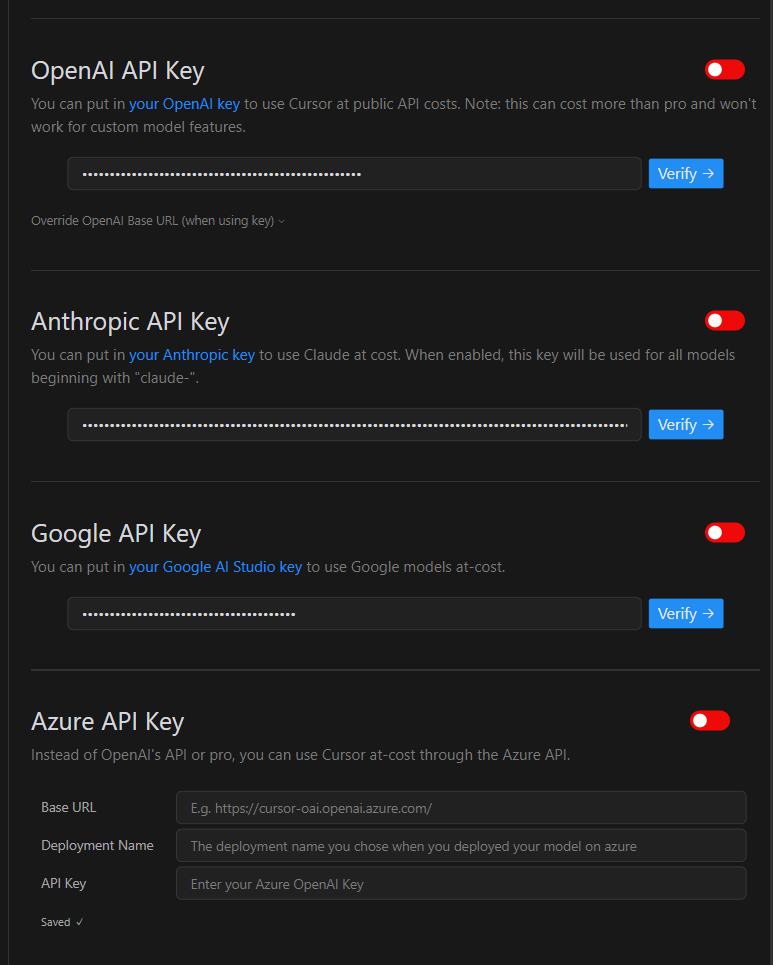 OpenAI API Key
You can put in your OpenAI key to use Cursor at public API costs. Note: this can cost more than pro and won't
work for custom model features.
••••••••••••••••••••••••••••••••••••••••••••••••••• Verify →
Override OpenAI Base URL (when using key)
Anthropic API Key
You can put in your Anthropic key to use Claude at cost. When enabled, this key will be used for all models
beginning with "claude-".
Verify →
Google API Key
You can put in your Google AI Studio key to use Google models at-cost.
••••••••••••••••••••••••••••••••••••••• Verify →
Azure API Key
Instead of OpenAI's API or pro, you can use Cursor at-cost through the Azure API.
Base URL E.g. https://cursor-oai.openai.azure.com/
Deployment Name The deployment name you chose when you deployed your model on azure
API Key Enter your Azure OpenAI Key
Saved ✓